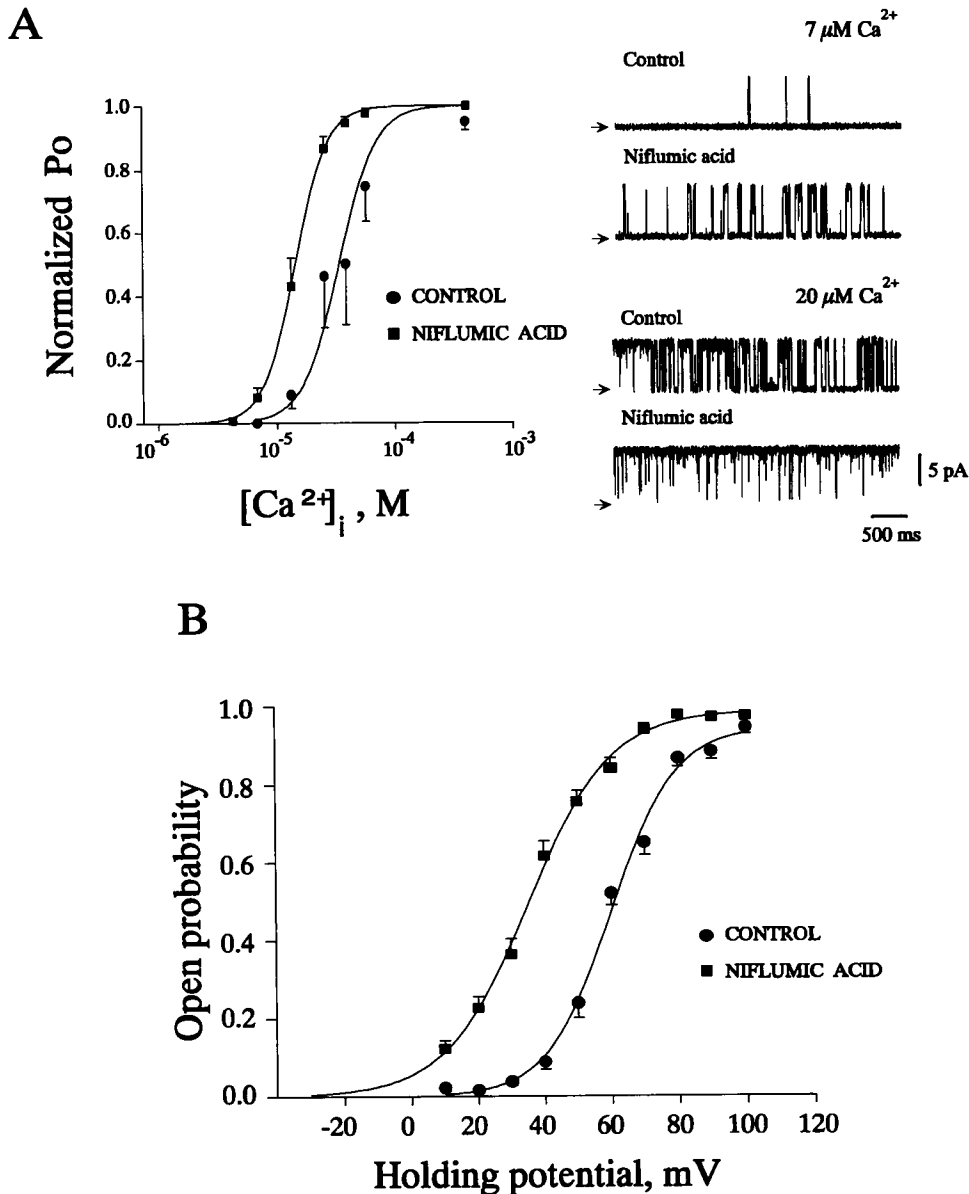 A
7 μM Ca²⁺
Control
Niflumic acid
20 μM Ca²⁺
Control
Niflumic acid
5 pA
500 ms
Normalized Po
1.0
0.8
0.6
0.4
0.2
0.0
10⁻⁶
10⁻⁵
10⁻⁴
10⁻³
[Ca²⁺]i , M
CONTROL
NIFLUMIC ACID
B
Open probability
1.0
0.8
0.6
0.4
0.2
0.0
-20
0
20
40
60
80
100
120
Holding potential, mV
CONTROL
NIFLUMIC ACID